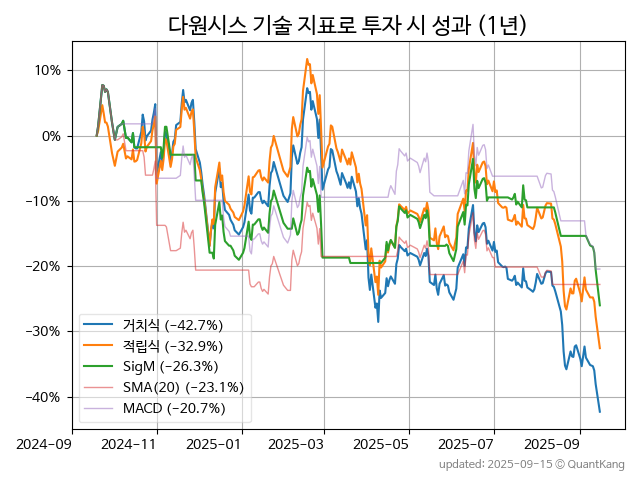 다원시스 기술 지표로 투자 시 성과 (1년)
10%
0%
−10%
−20%
−30%
−40%
거치식 (−42.7%)
적립식 (−32.9%)
SigM (−26.3%)
SMA(20) (−23.1%)
MACD (−20.7%)
2024-09 2024-11 2025-01 2025-03 2025-05 2025-07 2025-09
updated: 2025-09-15 © QuantKang